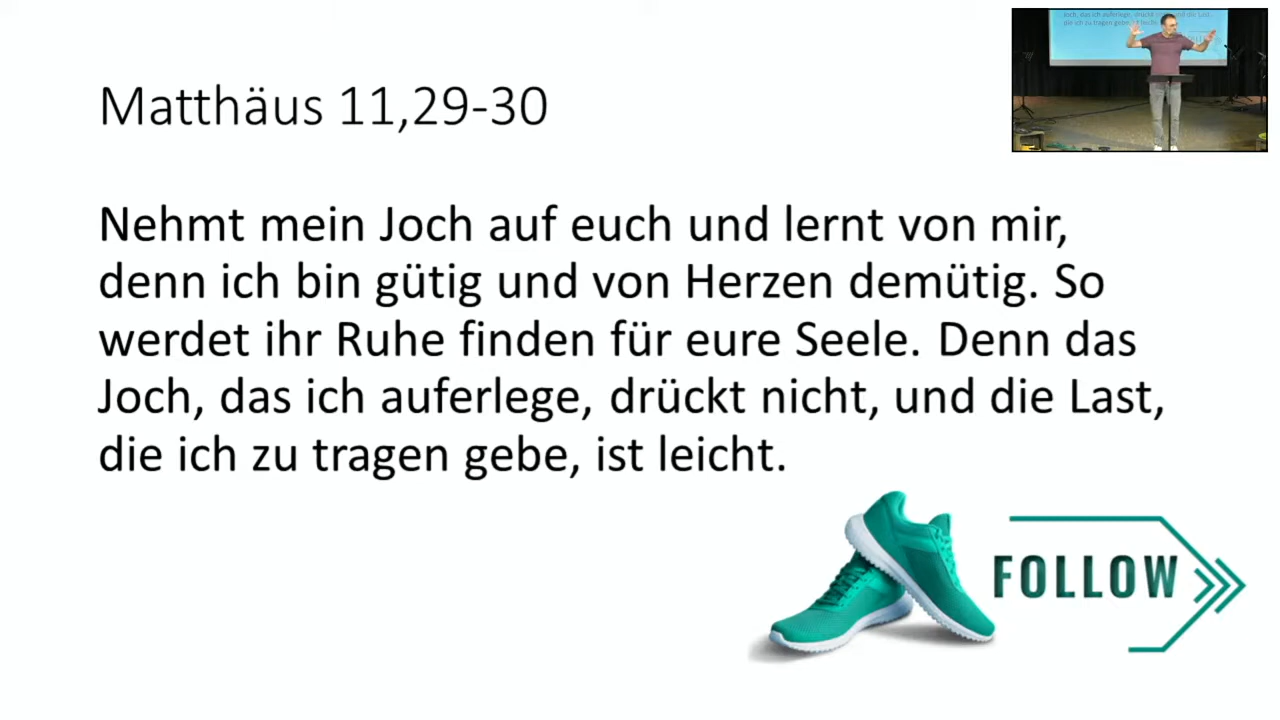 Matthäus 11,29-30
Nehmt mein Joch auf euch und lernt von mir,
denn ich bin gütig und von Herzen demütig. So
werdet ihr Ruhe finden für eure Seele. Denn das
Joch, das ich auferlege, drückt nicht, und die Last,
die ich zu tragen gebe, ist leicht.
FOLLOW